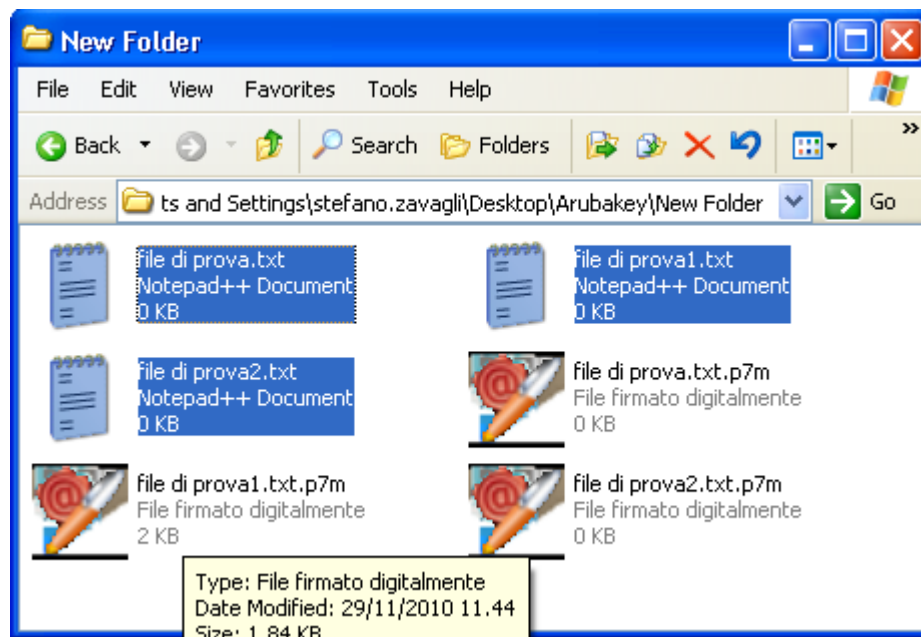 New Folder
File Edit View Favorites Tools Help
Back Search Folders »
Address ts and Settings\stefano.zavagli\Desktop\Arubakey\New Folder Go
file di prova.txt
Notepad++ Document
0 KB
file di prova1.txt
Notepad++ Document
0 KB
file di prova2.txt
Notepad++ Document
0 KB
file di prova.txt.p7m
File firmato digitalmente
0 KB
file di prova1.txt.p7m
File firmato digitalmente
2 KB
file di prova2.txt.p7m
File firmato digitalmente
0 KB
Type: File firmato digitalmente
Date Modified: 29/11/2010 11.44
Size: 1,84 KB